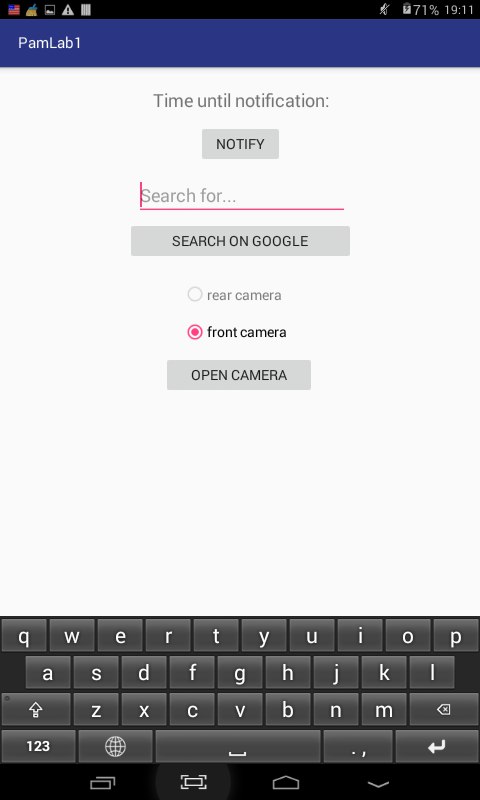 71% 19:11
PamLab1
Time until notification:
NOTIFY
Search for...
SEARCH ON GOOGLE
rear camera
front camera
OPEN CAMERA
q w e r t y u i o p
a s d f g h j k l
z x c v b n m
123 . ,